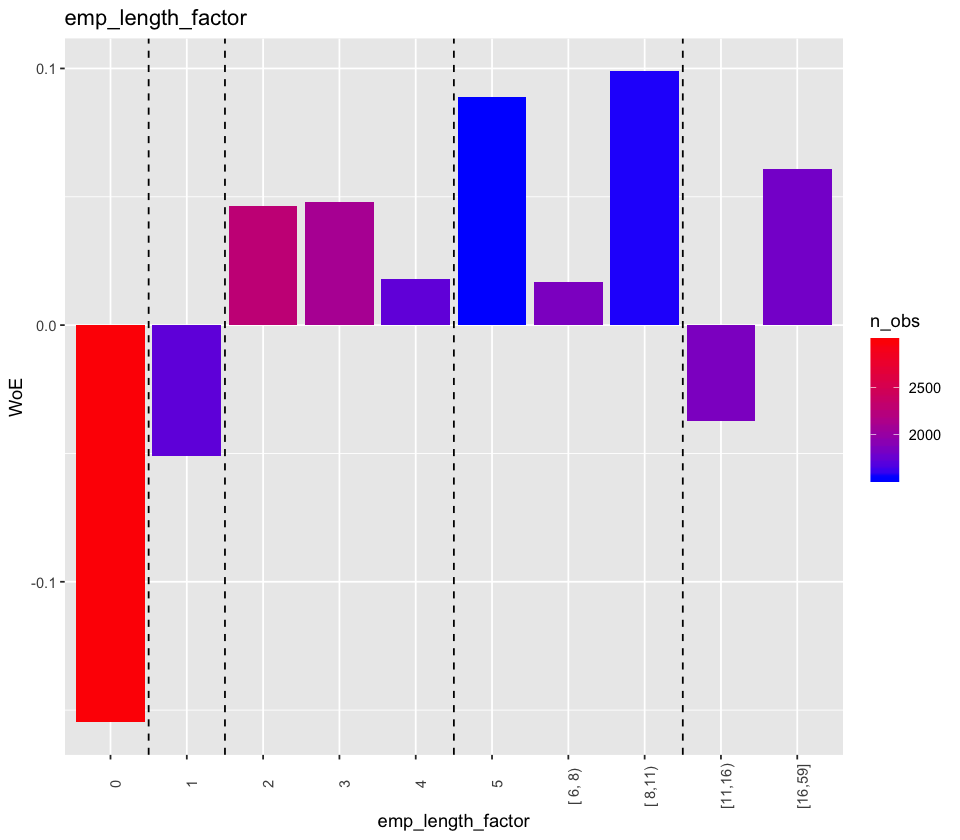 emp_length_factor
0.1
0.0
-0.1
WoE
0
1
2
3
4
5
[ 6, 8)
[ 8,11)
[11,16)
[16,59]
emp_length_factor
n_obs
2500
2000